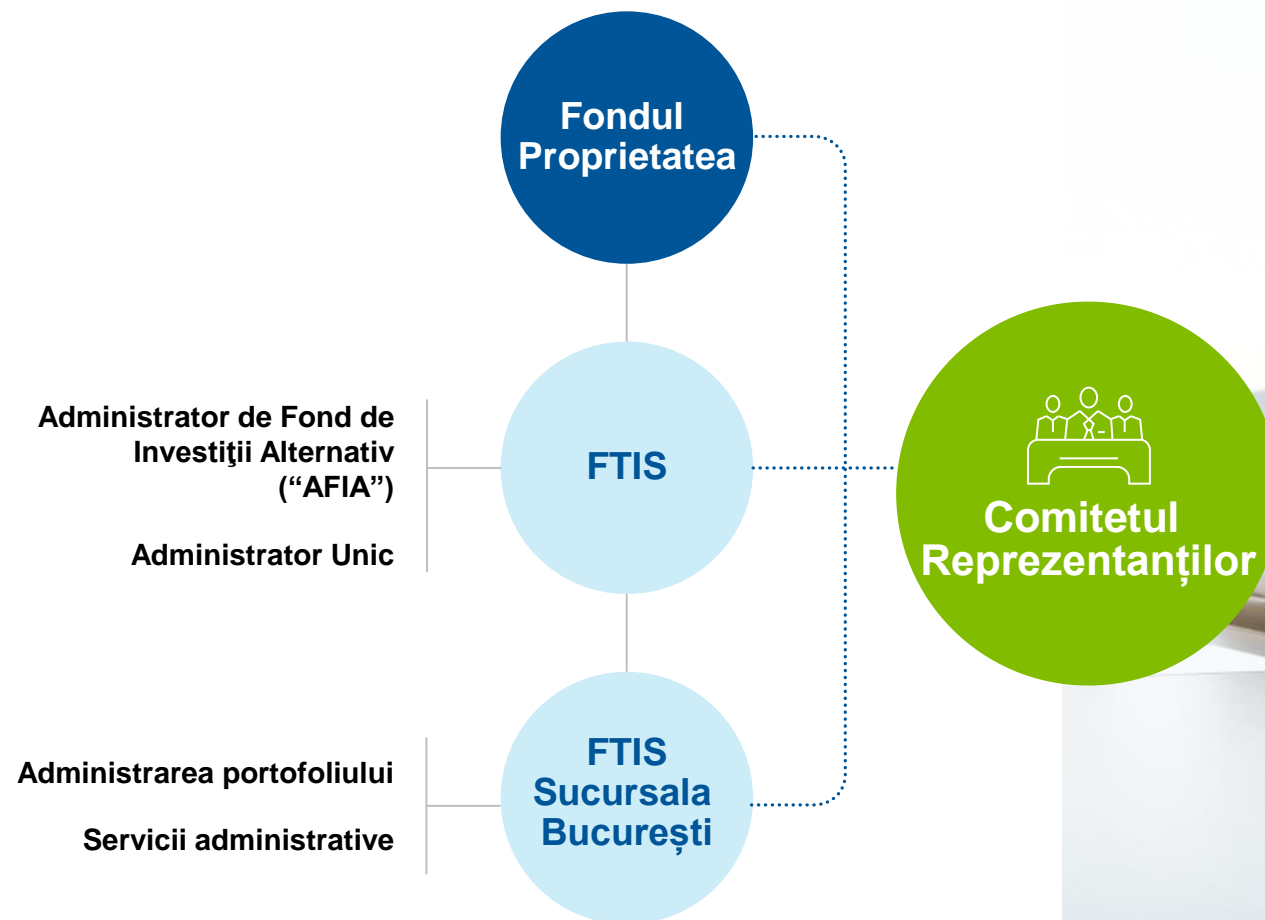 Fondul
Proprietatea
Administrator de Fond de
Investiţii Alternativ
(“AFIA”)
Administrator Unic
FTIS
Comitetul
Reprezentanților
Administrarea portofoliului
Servicii administrative
FTIS
Sucursala
București